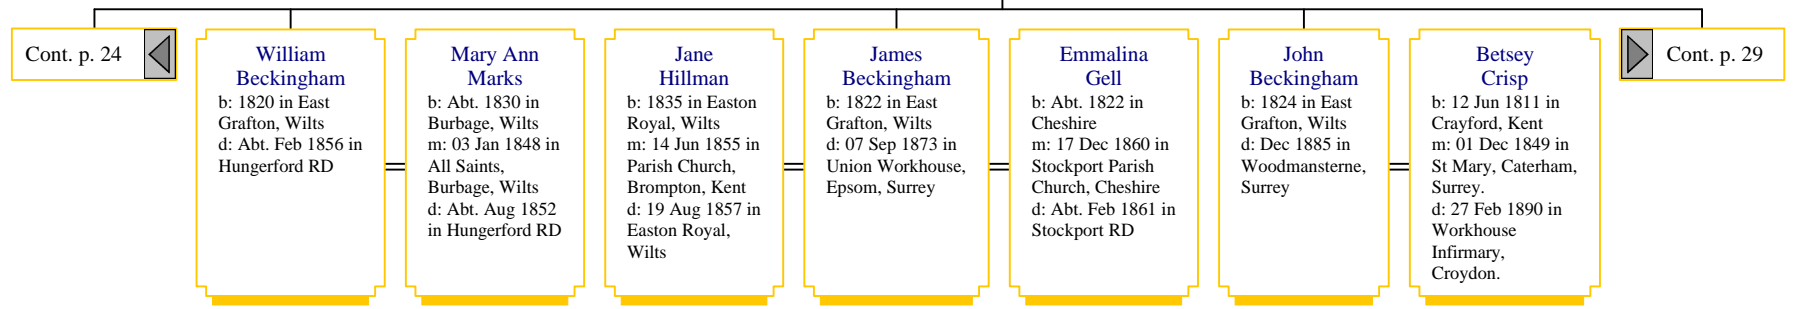 Cont. p. 24
William
Beckingham
b: 1820 in East
Grafton, Wilts
d: Abt. Feb 1856 in
Hungerford RD
Mary Ann
Marks
b: Abt. 1830 in
Burbage, Wilts
m: 03 Jan 1848 in
All Saints,
Burbage, Wilts
d: Abt. Aug 1852
in Hungerford RD
Jane
Hillman
b: 1835 in Easton
Royal, Wilts
m: 14 Jun 1855 in
Parish Church,
Brompton, Kent
d: 19 Aug 1857 in
Easton Royal,
Wilts
James
Beckingham
b: 1822 in East
Grafton, Wilts
d: 07 Sep 1873 in
Union Workhouse,
Epsom, Surrey
Emmalina
Gell
b: Abt. 1822 in
Cheshire
m: 17 Dec 1860 in
Stockport Parish
Church, Cheshire
d: Abt. Feb 1861 in
Stockport RD
John
Beckingham
b: 1824 in East
Grafton, Wilts
d: Dec 1885 in
Woodmansterne,
Surrey
Betsey
Crisp
b: 12 Jun 1811 in
Crayford, Kent
m: 01 Dec 1849 in
St Mary, Caterham,
Surrey.
d: 27 Feb 1890 in
Workhouse
Infirmary,
Croydon.
Cont. p. 29